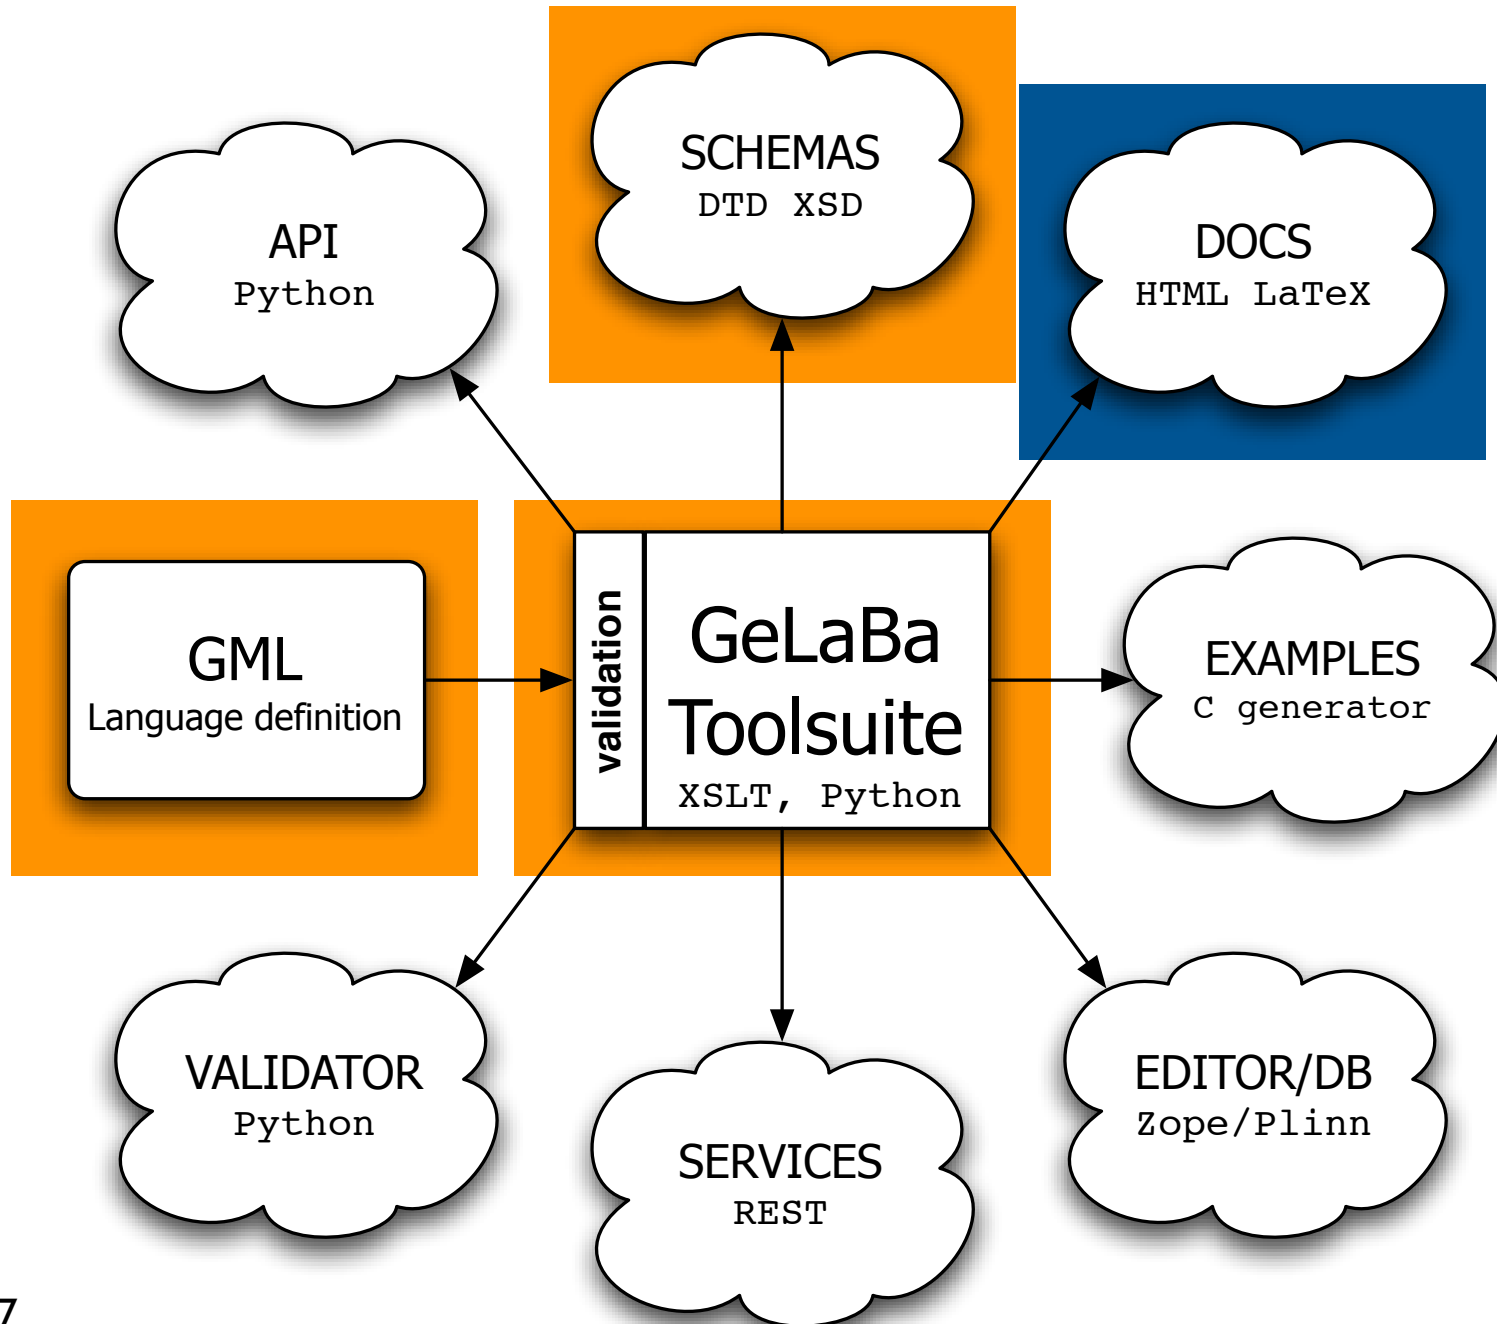 SCHEMAS
DTD XSD
API
Python
DOCS
HTML LaTeX
GML
Language definition
validation
GeLaBa
Toolsuite
XSLT, Python
EXAMPLES
C generator
VALIDATOR
Python
SERVICES
REST
EDITOR/DB
Zope/Plinn
7